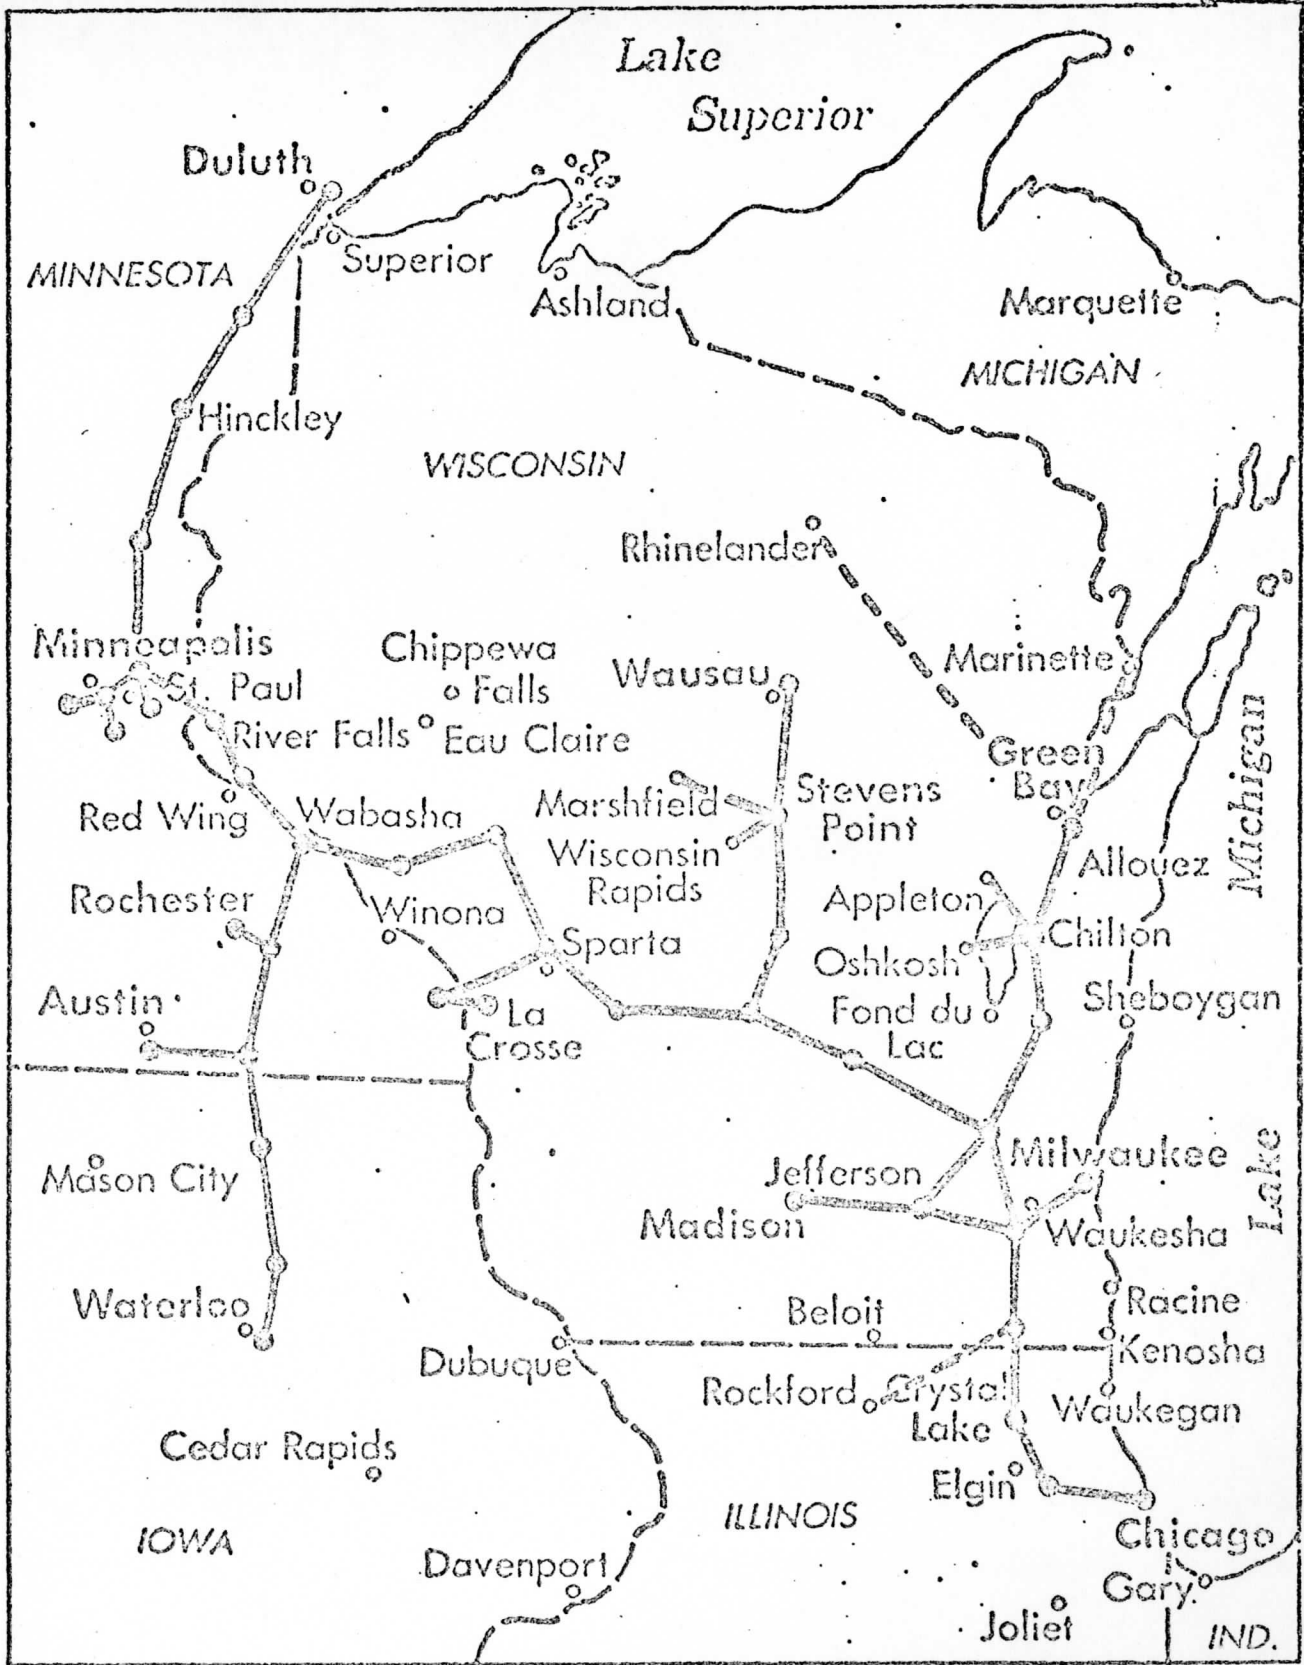 Lake
Superior
Duluth
Superior
MINNESOTA
Ashland
Marquette
MICHIGAN
Hinckley
WISCONSIN
Rhinelander
Minneapolis
St. Paul
Chippewa
Falls
Wausau
Marinette
River Falls
Eau Claire
Green
Bay
Michigan
Red Wing
Wabasha
Marshfield
Stevens
Point
Wisconsin
Rapids
Allouez
Rochester
Winona
Appleton
Sparta
Oshkosh
Chilton
Austin
La
Crosse
Fond du
Lac
Sheboygan
Mason City
Jefferson
Milwaukee
Lake
Madison
Waukesha
Waterloo
Beloit
Racine
Dubuque
Kenosha
Rockford
Crystal
Lake
Waukegan
Cedar Rapids
Elgin
IOWA
ILLINOIS
Chicago
Davenport
Gary
Joliet
IND.